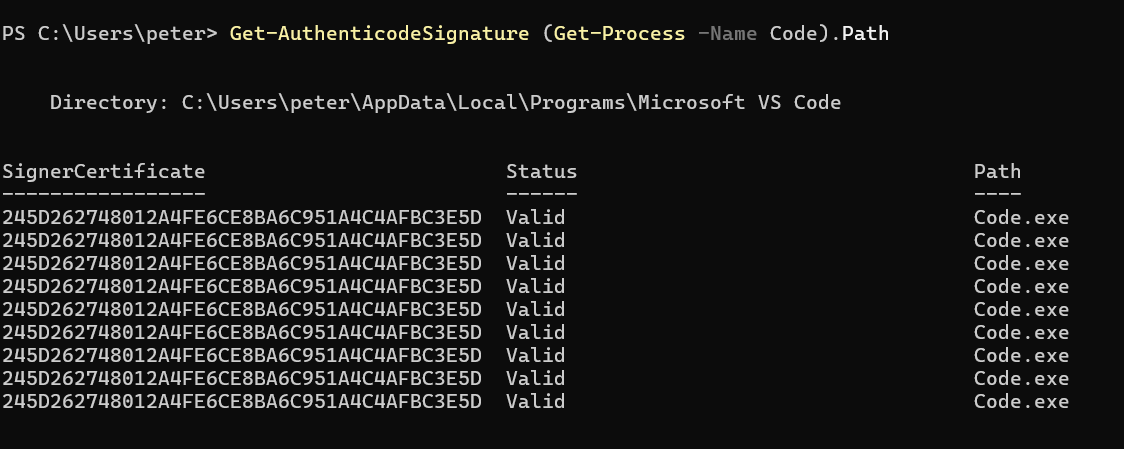 PS C:\Users\peter> Get-AuthenticodeSignature (Get-Process -Name Code).Path
Directory: C:\Users\peter\AppData\Local\Programs\Microsoft VS Code
SignerCertificate Status Path
----------------- ------ ----
245D262748012A4FE6CE8BA6C951A4C4AFBC3E5D Valid Code.exe
245D262748012A4FE6CE8BA6C951A4C4AFBC3E5D Valid Code.exe
245D262748012A4FE6CE8BA6C951A4C4AFBC3E5D Valid Code.exe
245D262748012A4FE6CE8BA6C951A4C4AFBC3E5D Valid Code.exe
245D262748012A4FE6CE8BA6C951A4C4AFBC3E5D Valid Code.exe
245D262748012A4FE6CE8BA6C951A4C4AFBC3E5D Valid Code.exe
245D262748012A4FE6CE8BA6C951A4C4AFBC3E5D Valid Code.exe
245D262748012A4FE6CE8BA6C951A4C4AFBC3E5D Valid Code.exe
245D262748012A4FE6CE8BA6C951A4C4AFBC3E5D Valid Code.exe